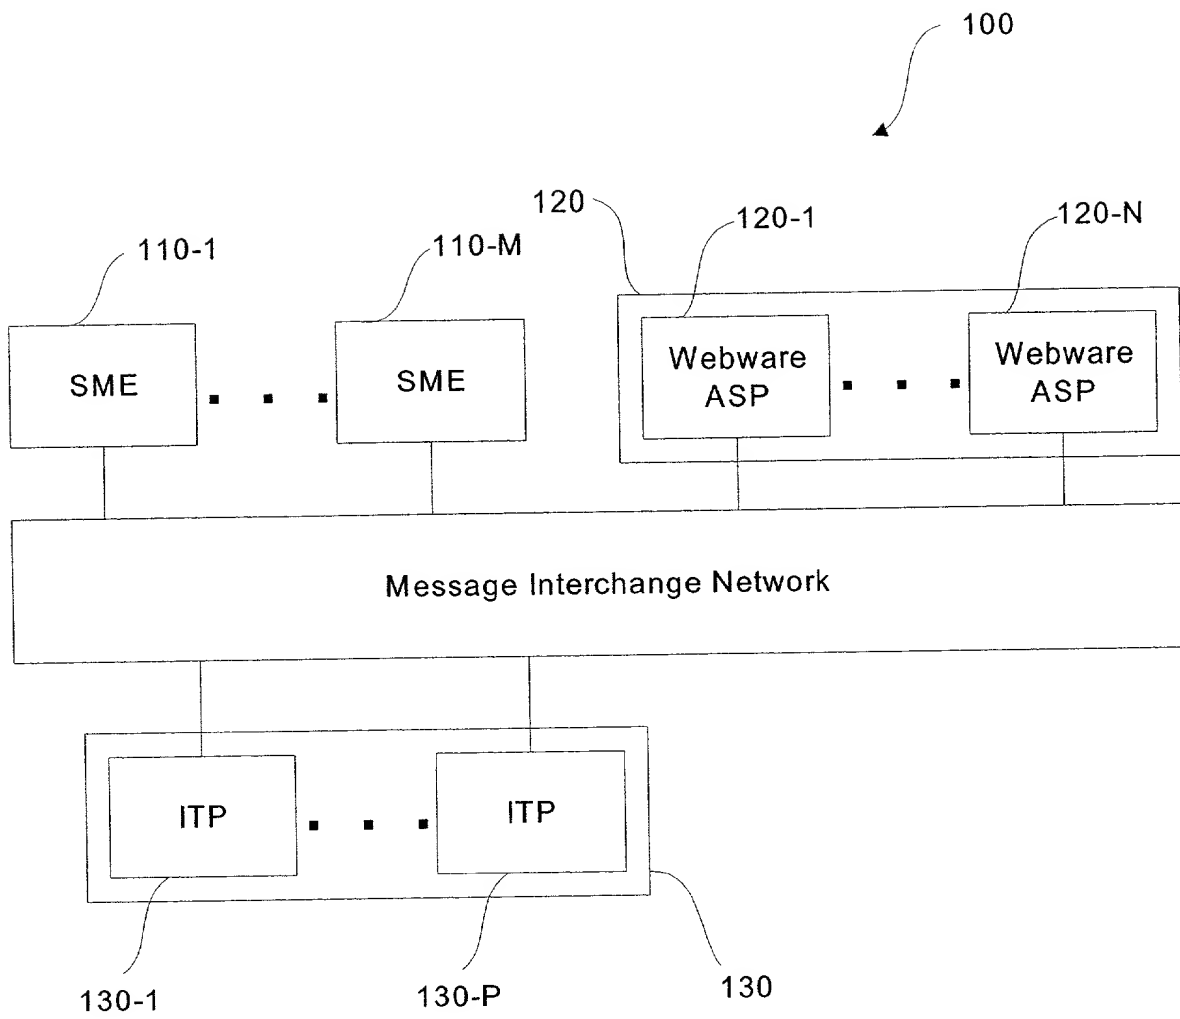 100
120
120-1
120-N
110-1
110-M
SME
SME
Webware
ASP
Webware
ASP
Message Interchange Network
ITP
ITP
130-1
130-P
130